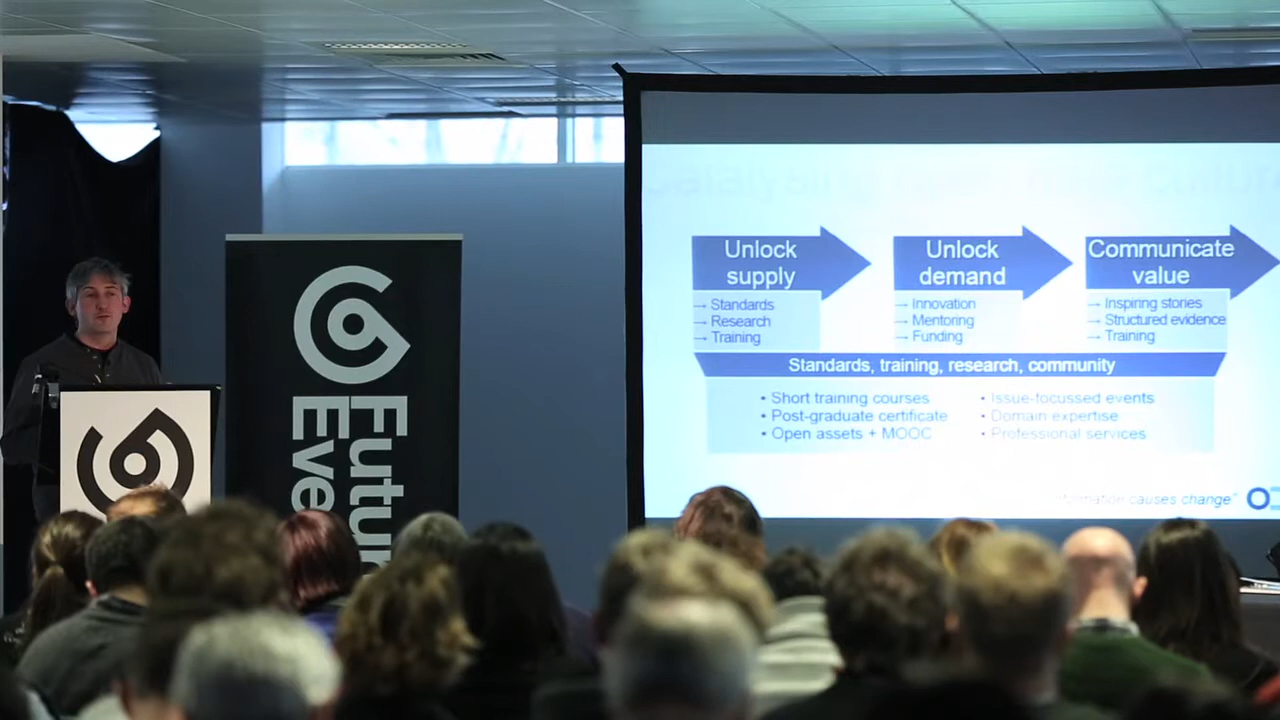 Futur
Eve
Unlock
supply
→ Standards
→ Research
→ Training
Unlock
demand
→ Innovation
→ Mentoring
→ Funding
Communicate
value
→ Inspiring stories
→ Structured evidence
→ Training
Standards, training, research, community
• Short training courses
• Post-graduate certificate
• Open assets + MOOC
• Issue-focussed events
• Domain expertise
• Professional services
information causes change"